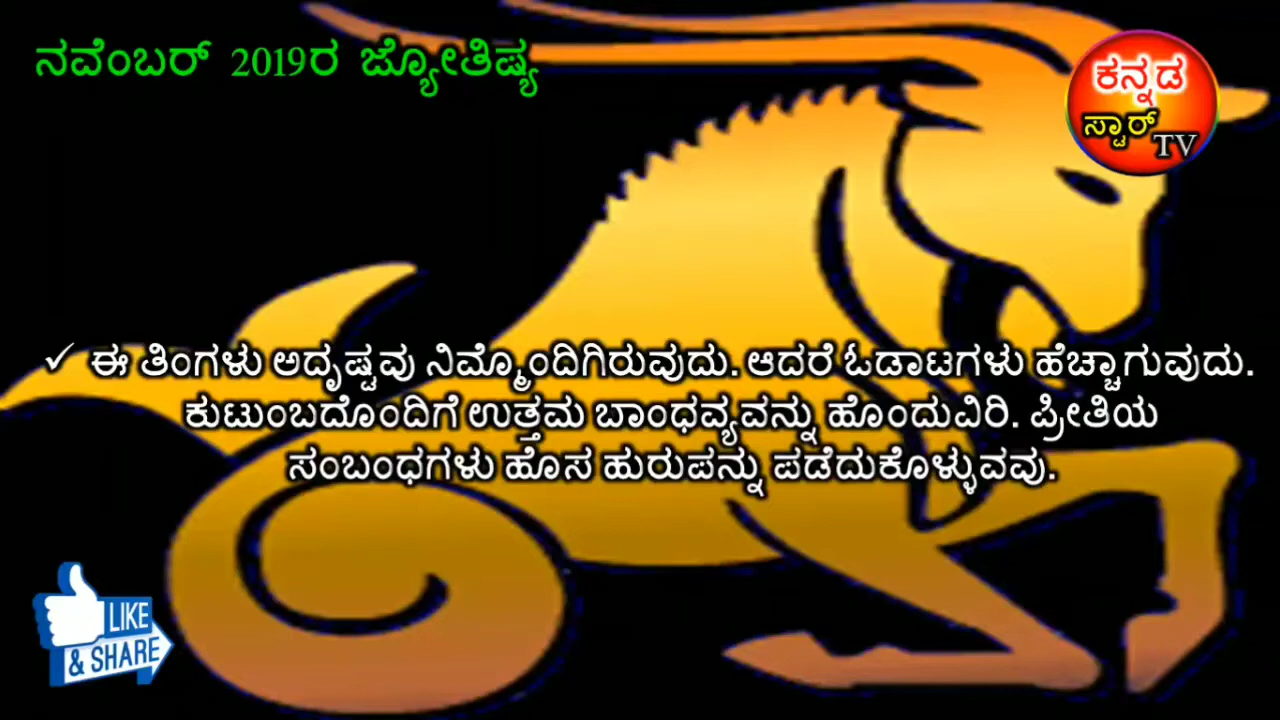 ನವೆಂಬರ್ 2019ರ ಜ್ಯೋತಿಷ್ಯ
ಕನ್ನಡ
ಸ್ಟಾರ್
TV
✓ ಈ ತಿಂಗಳು ಅದೃಷ್ಟವು ನಿಮ್ಮೊಂದಿಗಿರುವುದು. ಆದರೆ ಓಡಾಟಗಳು ಹೆಚ್ಚಾಗುವುದು.
ಕುಟುಂಬದೊಂದಿಗೆ ಉತ್ತಮ ಬಾಂಧವ್ಯವನ್ನು ಹೊಂದುವಿರಿ. ಪ್ರೀತಿಯ
ಸಂಬಂಧಗಳು ಹೊಸ ಹುರುಪನ್ನು ಪಡೆದುಕೊಳ್ಳುವವು.
LIKE
& SHARE